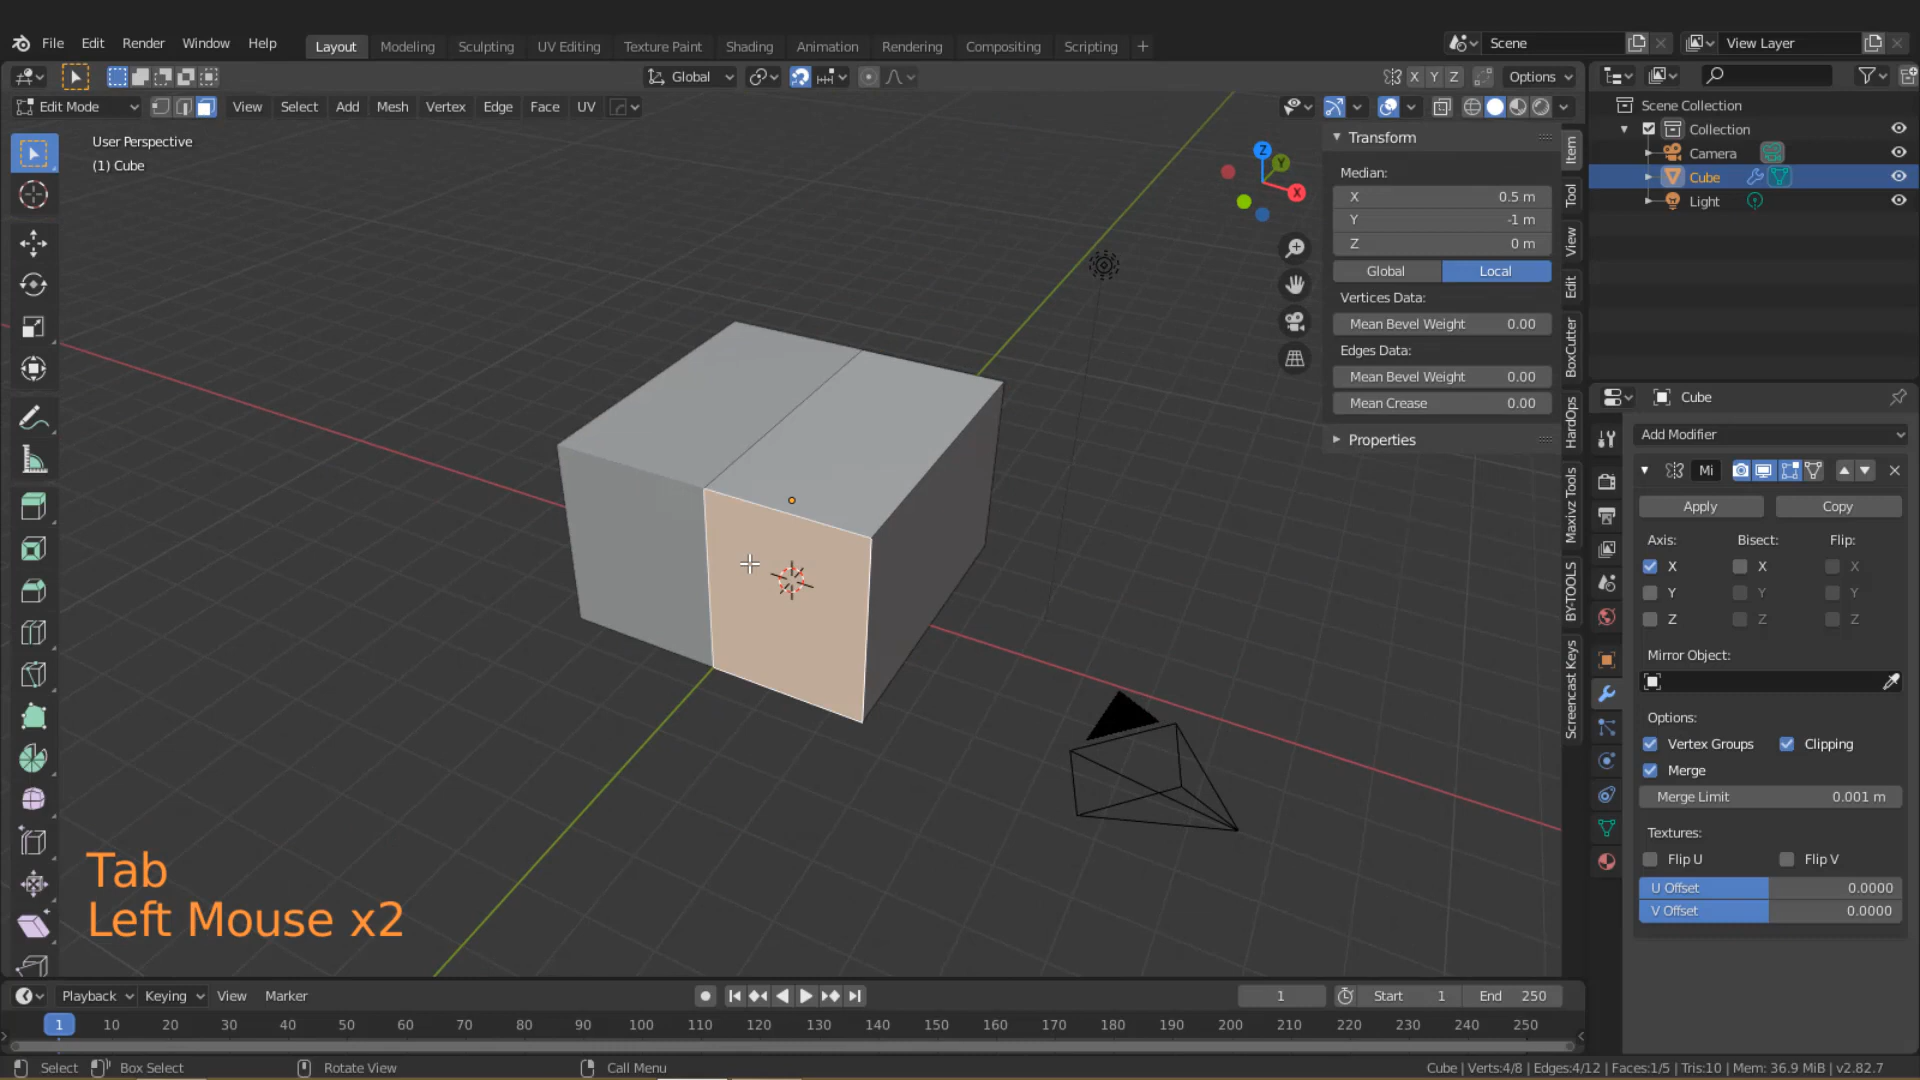 File Edit Render Window Help Layout Modeling Sculpting UV Editing Texture Paint Shading Animation Rendering Compositing Scripting + Scene View Layer
Global X Y Z Options
Edit Mode View Select Add Mesh Vertex Edge Face UV
User Perspective
(1) Cube
Z
Y
X
Transform
Median:
X 0.5 m
Y -1 m
Z 0 m
Global Local
Vertices Data:
Mean Bevel Weight 0.00
Edges Data:
Mean Bevel Weight 0.00
Mean Crease 0.00
Properties
Item
Tool
View
Edit
BoxCutter
HardOps
Maxivz Tools
BY-TOOLS
Screencast Keys
Scene Collection
Collection
Camera
Cube
Light
Cube
Add Modifier
Mi
Apply Copy
Axis: Bisect: Flip:
X X X
Y Y Y
Z Z Z
Mirror Object:
Options:
Vertex Groups Clipping
Merge
Merge Limit 0.001 m
Textures:
Flip U Flip V
U Offset 0.0000
V Offset 0.0000
Tab
Left Mouse x2
Playback Keying View Marker 1 Start 1 End 250
1 10 20 30 40 50 60 70 80 90 100 110 120 130 140 150 160 170 180 190 200 210 220 230 240 250
Select Box Select Rotate View Call Menu Cube | Verts:4/8 | Edges:4/12 | Faces:1/5 | Tris:10 | Mem: 36.9 MiB | v2.82.7